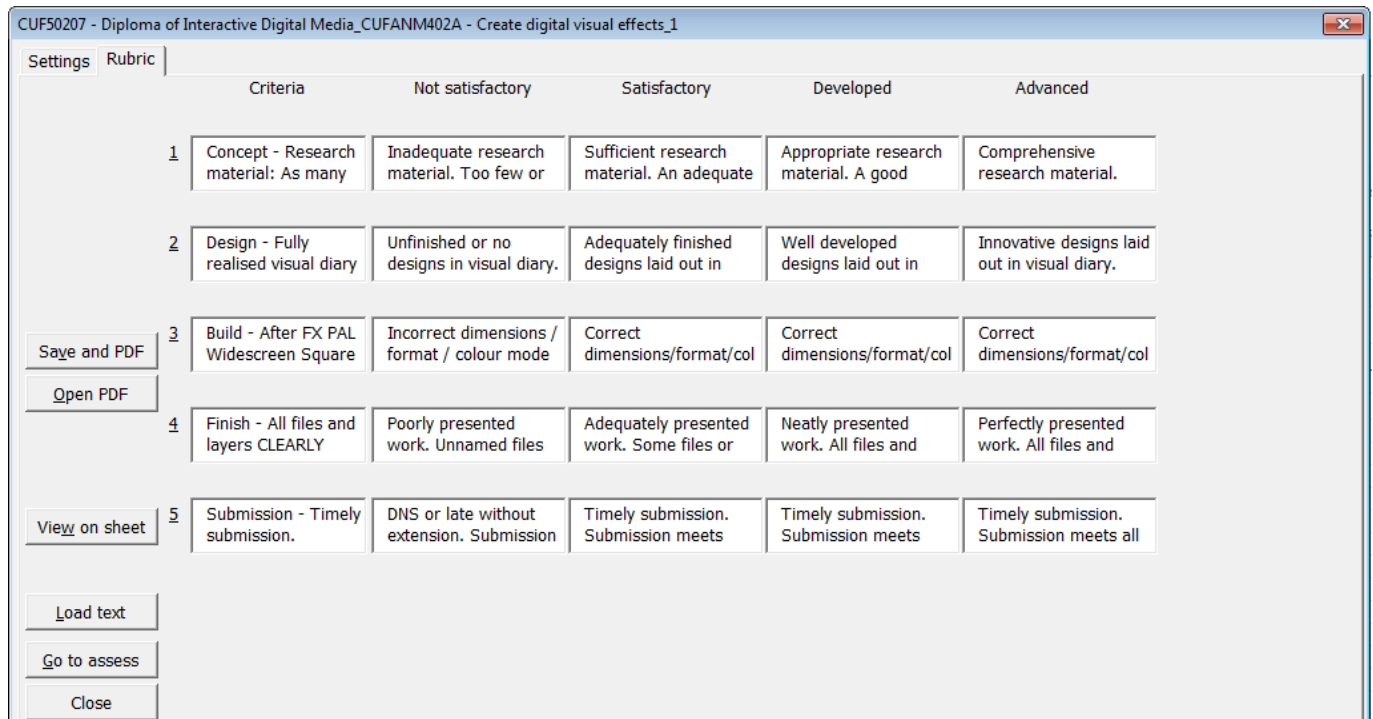 CUF50207 - Diploma of Interactive Digital Media_CUFANM402A - Create digital visual effects_1
Settings Rubric
Criteria Not satisfactory Satisfactory Developed Advanced
1 Concept - Research Inadequate research Sufficient research Appropriate research Comprehensive
material: As many material. Too few or material. An adequate material. A good research material.
2 Design - Fully Unfinished or no Adequately finished Well developed Innovative designs laid
realised visual diary designs in visual diary. designs laid out in designs laid out in out in visual diary.
3 Build - After FX PAL Incorrect dimensions / Correct Correct Correct
Save and PDF Widescreen Square format / colour mode dimensions/format/col dimensions/format/col dimensions/format/col
Open PDF
4 Finish - All files and Poorly presented Adequately presented Neatly presented Perfectly presented
layers CLEARLY work. Unnamed files work. Some files or work. All files and work. All files and
5 Submission - Timely DNS or late without Timely submission. Timely submission. Timely submission.
View on sheet submission. extension. Submission Submission meets Submission meets Submission meets all
Load text
Go to assess
Close